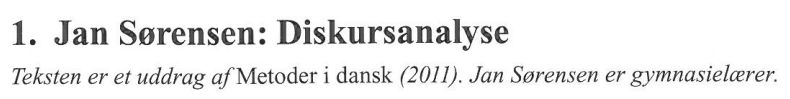 1. Jan Sørensen: Diskursanalyse
Teksten er et uddrag af Metoder i dansk (2011). Jan Sørensen er gymnasielærer.